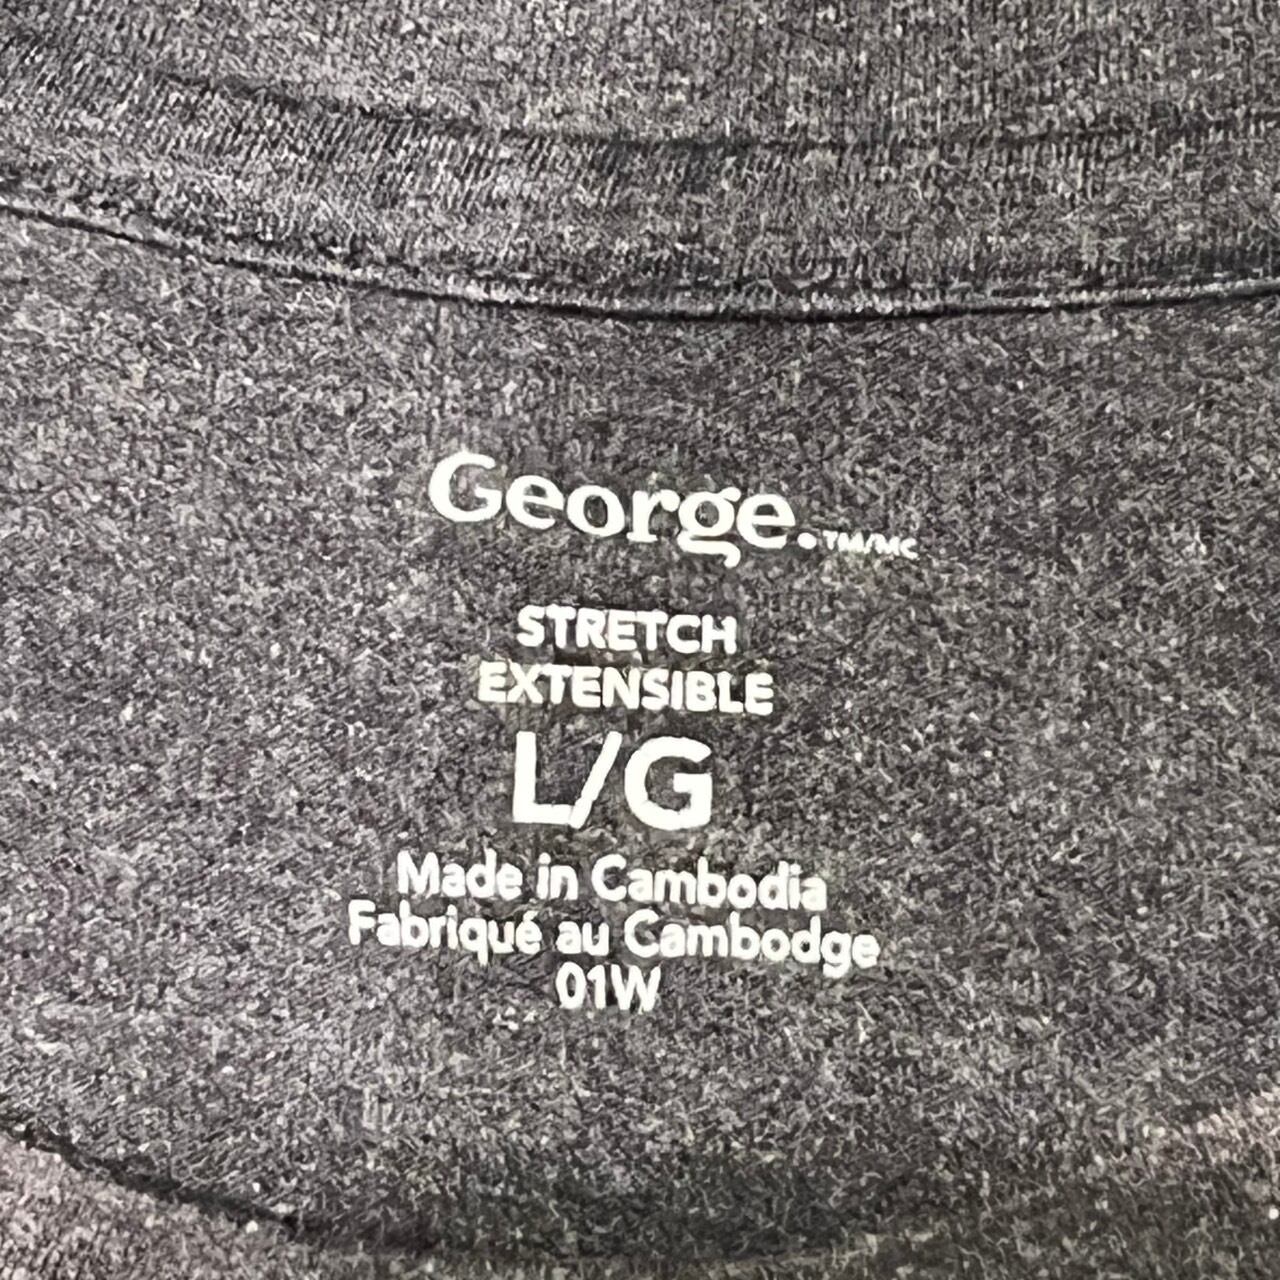 George.™/MC
STRETCH
EXTENSIBLE
L/G
Made in Cambodia
Fabriqué au Cambodge
01W